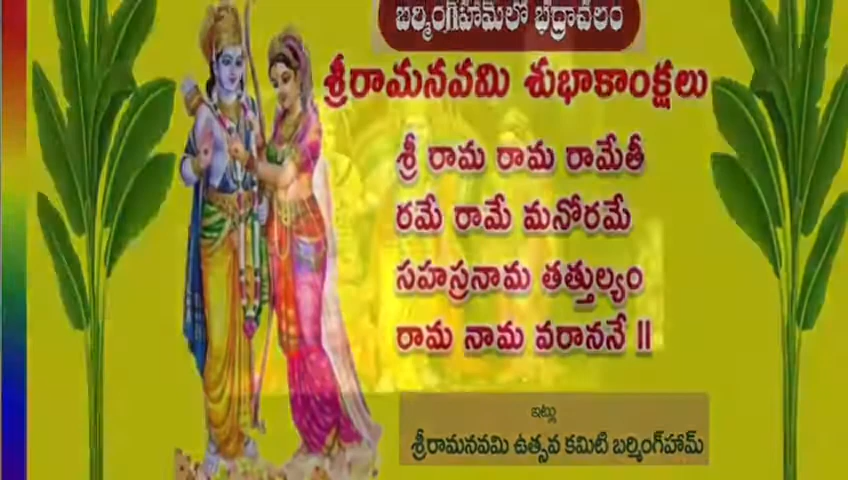 బర్మింగ్‌హామ్‌లో భద్రాచలం
శ్రీరామనవమి శుభాకాంక్షలు
శ్రీ రామ రామ రామేతీ
రమే రామే మనోరమే
సహస్రనామ తత్తుల్యం
రామ నామ వరాననే ॥
ఇట్లు
శ్రీరామనవమి ఉత్సవ కమిటి బర్మింగ్‌హామ్